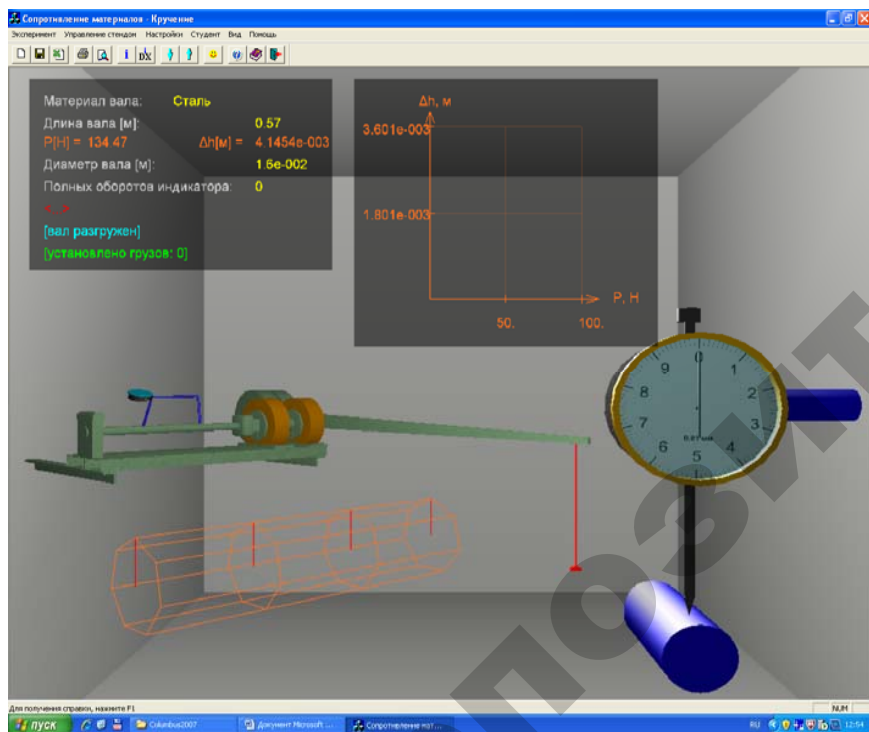 Сопротивление материалов - Кручение
Эксперимент Управление стендом Настройки Студент Вид Помощь
Материал вала: Сталь
Длина вала [м]: 0.57
P[H] = 134.47 Δh[м] = 4.1454e-003
Диаметр вала [м]: 1.6e-002
Полных оборотов индикатора: 0
<..>
[вал разгружен]
[установлено грузов: 0]
Δh, м
3.601e-003
1.801e-003
P, H
50.
100.
0
1
2
3
4
5
6
7
8
9
0.01 мм
ПОЗИТ
Для получения справки, нажмите F1
NUM
пуск
Columbus2007
Документ Microsoft ...
Сопротивление мат...
RU
12:54